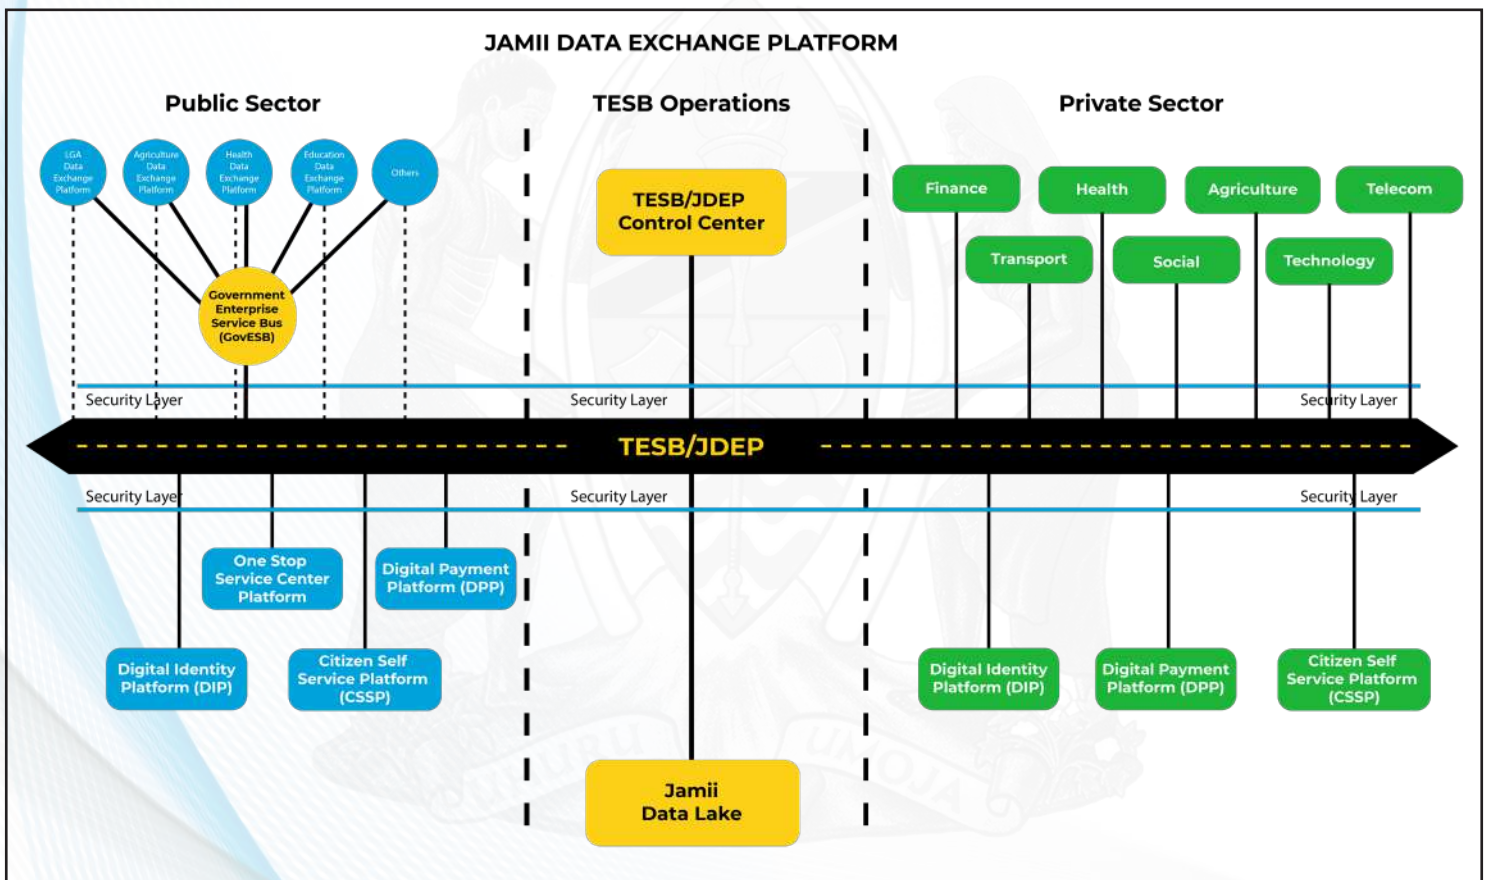 JAMII DATA EXCHANGE PLATFORM
Public Sector
TESB Operations
Private Sector
LGA
Data
Exchange
Platform
Agriculture
Data
Exchange
Platform
Health
Data
Exchange
Platform
Education
Data
Exchange
Platform
Others
Government
Enterprise
Service Bus
(GovESB)
TESB/JDEP
Control Center
Finance
Health
Agriculture
Telecom
Transport
Social
Technology
Security Layer
Security Layer
Security Layer
TESB/JDEP
Security Layer
Security Layer
Security Layer
One Stop
Service Center
Platform
Digital Payment
Platform (DPP)
Digital Identity
Platform (DIP)
Citizen Self
Service Platform
(CSSP)
Digital Identity
Platform (DIP)
Digital Payment
Platform (DPP)
Citizen Self
Service Platform
(CSSP)
UHURU
UMOJA
Jamii
Data Lake